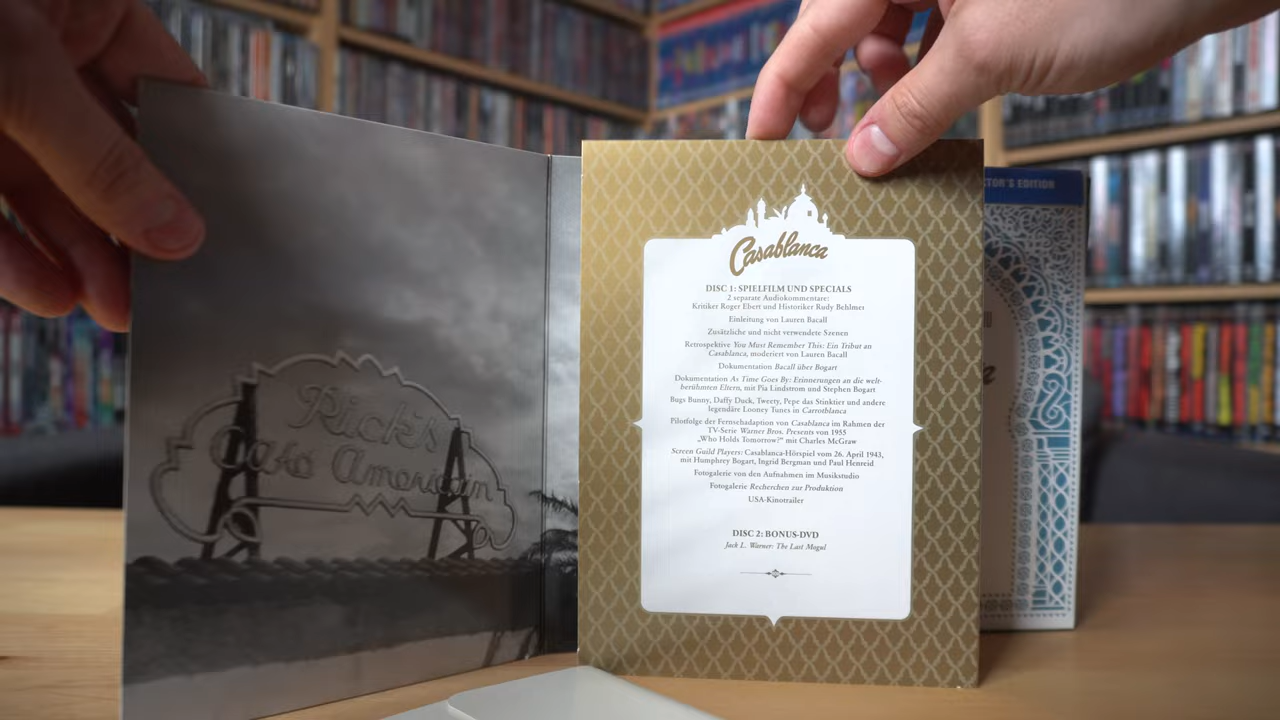 Rick's
Café Américain
Casablanca
DISC 1: SPIELFILM UND SPECIALS
2 separate Audiokommentare:
Kritiker Roger Ebert und Historiker Rudy Behlmer
Einleitung von Lauren Bacall
Zusätzliche und nicht verwendete Szenen
Retrospektive You Must Remember This: Ein Tribut an
Casablanca, moderiert von Lauren Bacall
Dokumentation Bacall über Bogart
Dokumentation As Time Goes By: Erinnerungen an die welt-
berühmten Eltern, mit Pia Lindstrom und Stephen Bogart
Bugs Bunny, Daffy Duck, Tweety, Pepe das Stinktier und andere
legendäre Looney Tunes in Carrotblanca
Pilotfolge der Fernsehadaption von Casablanca im Rahmen der
TV-Serie Warner Bros. Presents von 1955
„Who Holds Tomorrow?“ mit Charles McGraw
Screen Guild Players: Casablanca-Hörspiel vom 26. April 1943,
mit Humphrey Bogart, Ingrid Bergman und Paul Henreid
Fotogalerie von den Aufnahmen im Musikstudio
Fotogalerie Recherchen zur Produktion
USA-Kinotrailer
DISC 2: BONUS-DVD
Jack L. Warner: The Last Mogul
TOR'S EDITION